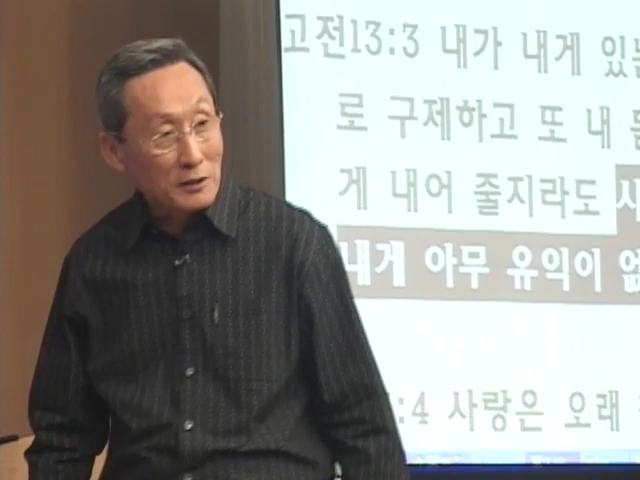 고전13:3 내가 내게 있는
로 구제하고 또 내
게 내어 줄지라도 사
내게 아무 유익이 없
:4 사랑은 오래